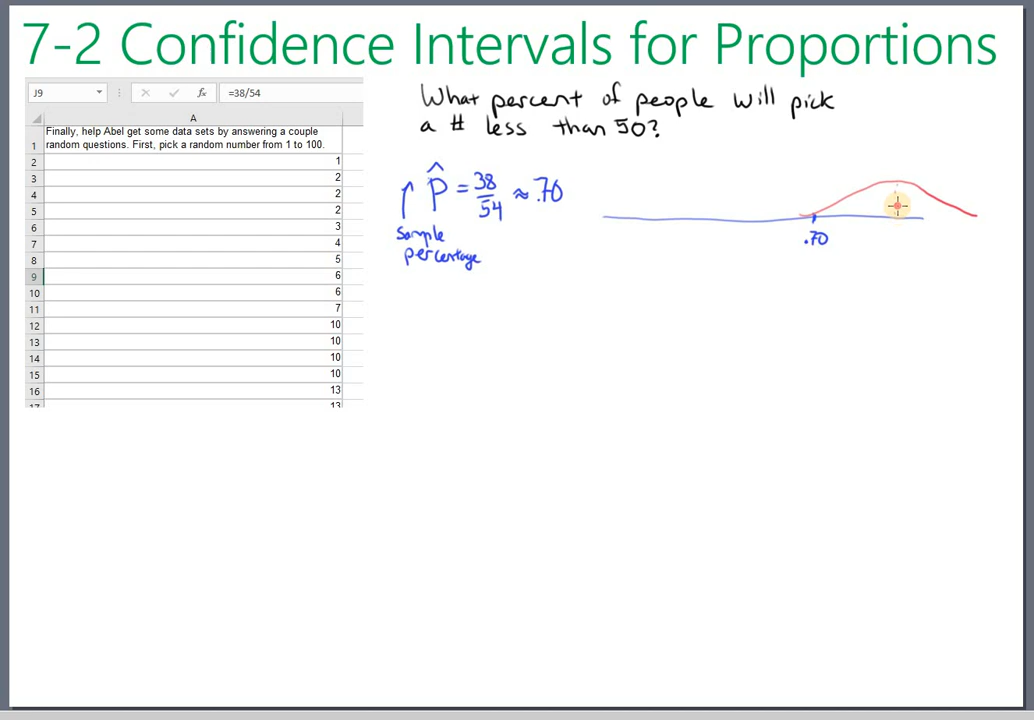 7-2 Confidence Intervals for Proportions
J9 fx =38/54
A
1 Finally, help Abel get some data sets by answering a couple
random questions. First, pick a random number from 1 to 100.
2 1
3 2
4 2
5 2
6 3
7 4
8 5
9 6
10 6
11 7
12 10
13 10
14 10
15 10
16 13
17 13
What percent of people will pick
a # less than 50?
P̂ = 38/54 ≈ .70
Sample
percentage
.70